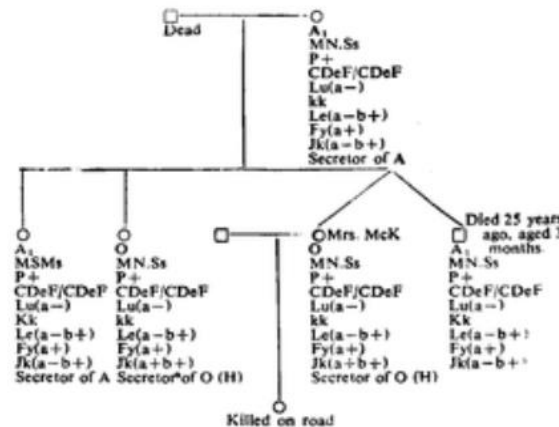 Dead
A₁
MN.Ss
P+
CDeF/CDeF
Lu(a−)
kk
Le(a−b+)
Fy(a+)
Jk(a−b+)
Secretor of A
A₁
MSMs
P+
CDeF/CDeF
Lu(a−)
Kk
Le(a−b+)
Fy(a+)
Jk(a−b+)
Secretor of A
O
MN.Ss
P+
CDeF/CDeF
Lu(a−)
kk
Le(a−b+)
Fy(a+)
Jk(a+b+)
Secretor of O (H)
Mrs. McK
O
MN.Ss
P+
CDeF/CDeF
Lu(a−)
kk
Le(a−b+)
Fy(a+)
Jk(a+b+)
Secretor of O (H)
Died 25 years
ago, aged
months.
A₁
MN.Ss
P+
CDeF/CDeF
Lu(a−)
Kk
Le(a−b+)
Fy(a+)
Jk(a−b+)
Killed on road